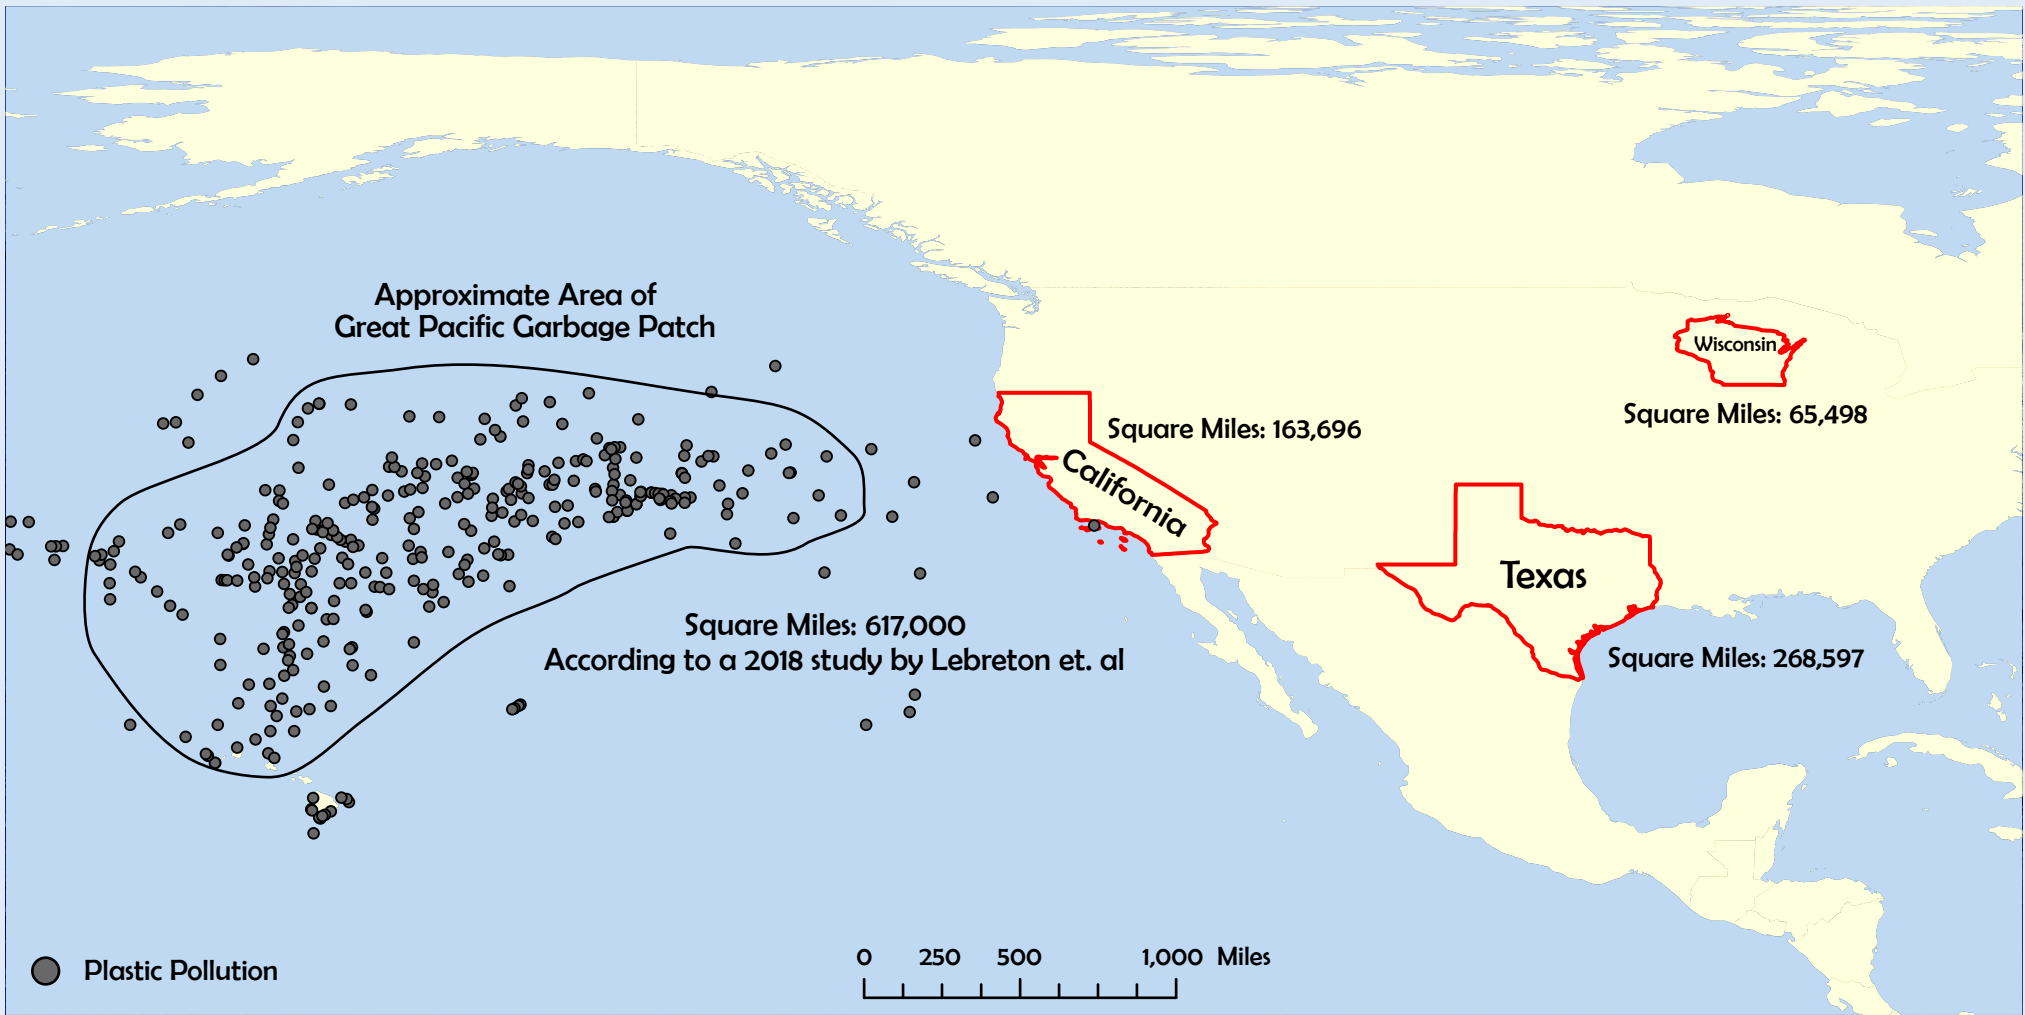 Approximate Area of
Great Pacific Garbage Patch
Wisconsin
Square Miles: 65,498
Square Miles: 163,696
California
Texas
Square Miles: 617,000
According to a 2018 study by Lebreton et. al
Square Miles: 268,597
0 250 500 1,000 Miles
Plastic Pollution